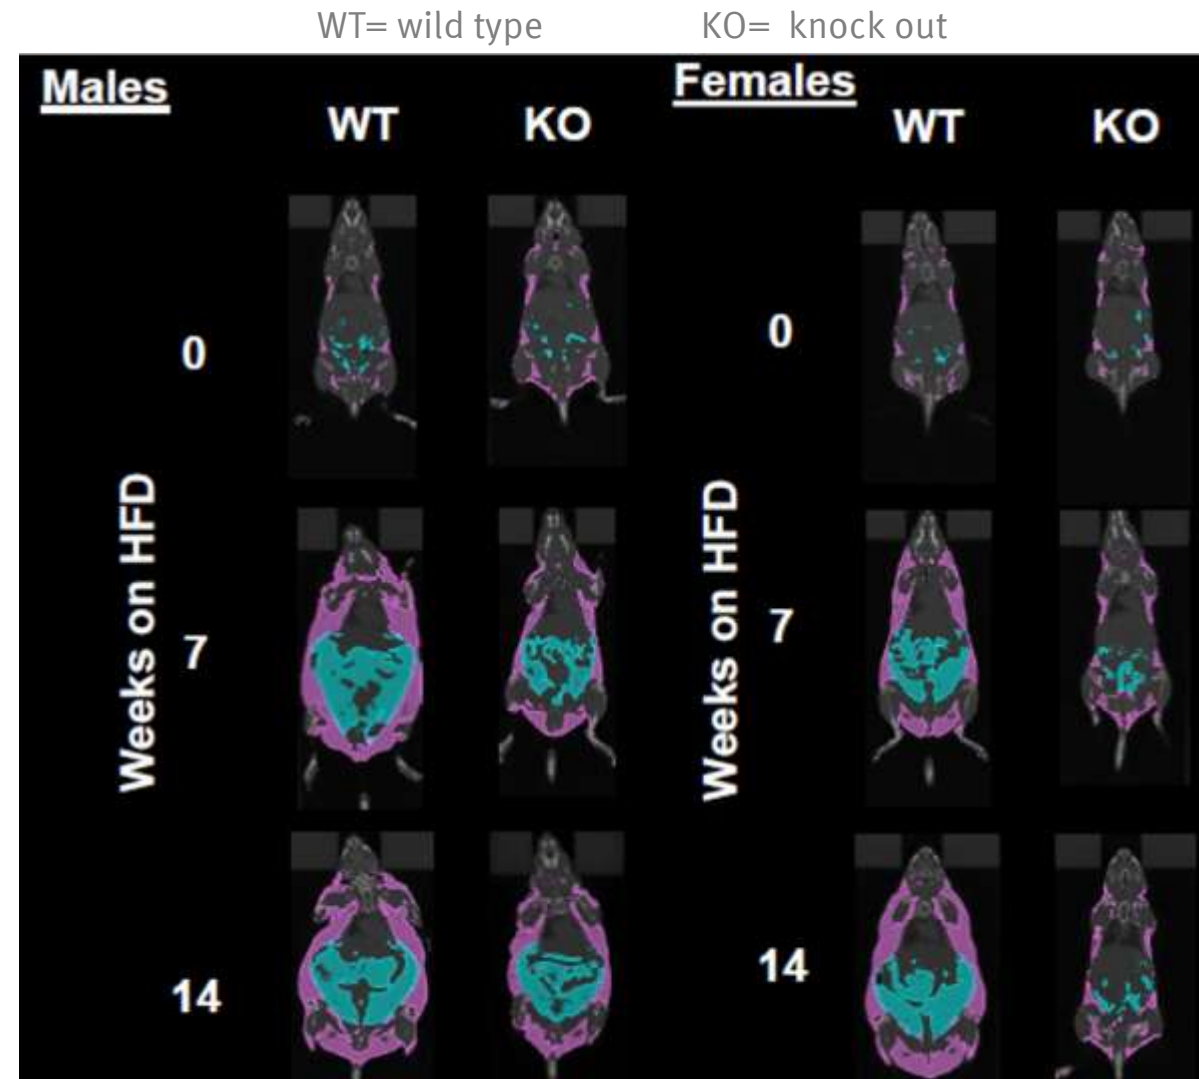 WT= wild type KO= knock out
Males
WT KO
Females
WT KO
0
7
14
Weeks on HFD
0
7
14
Weeks on HFD